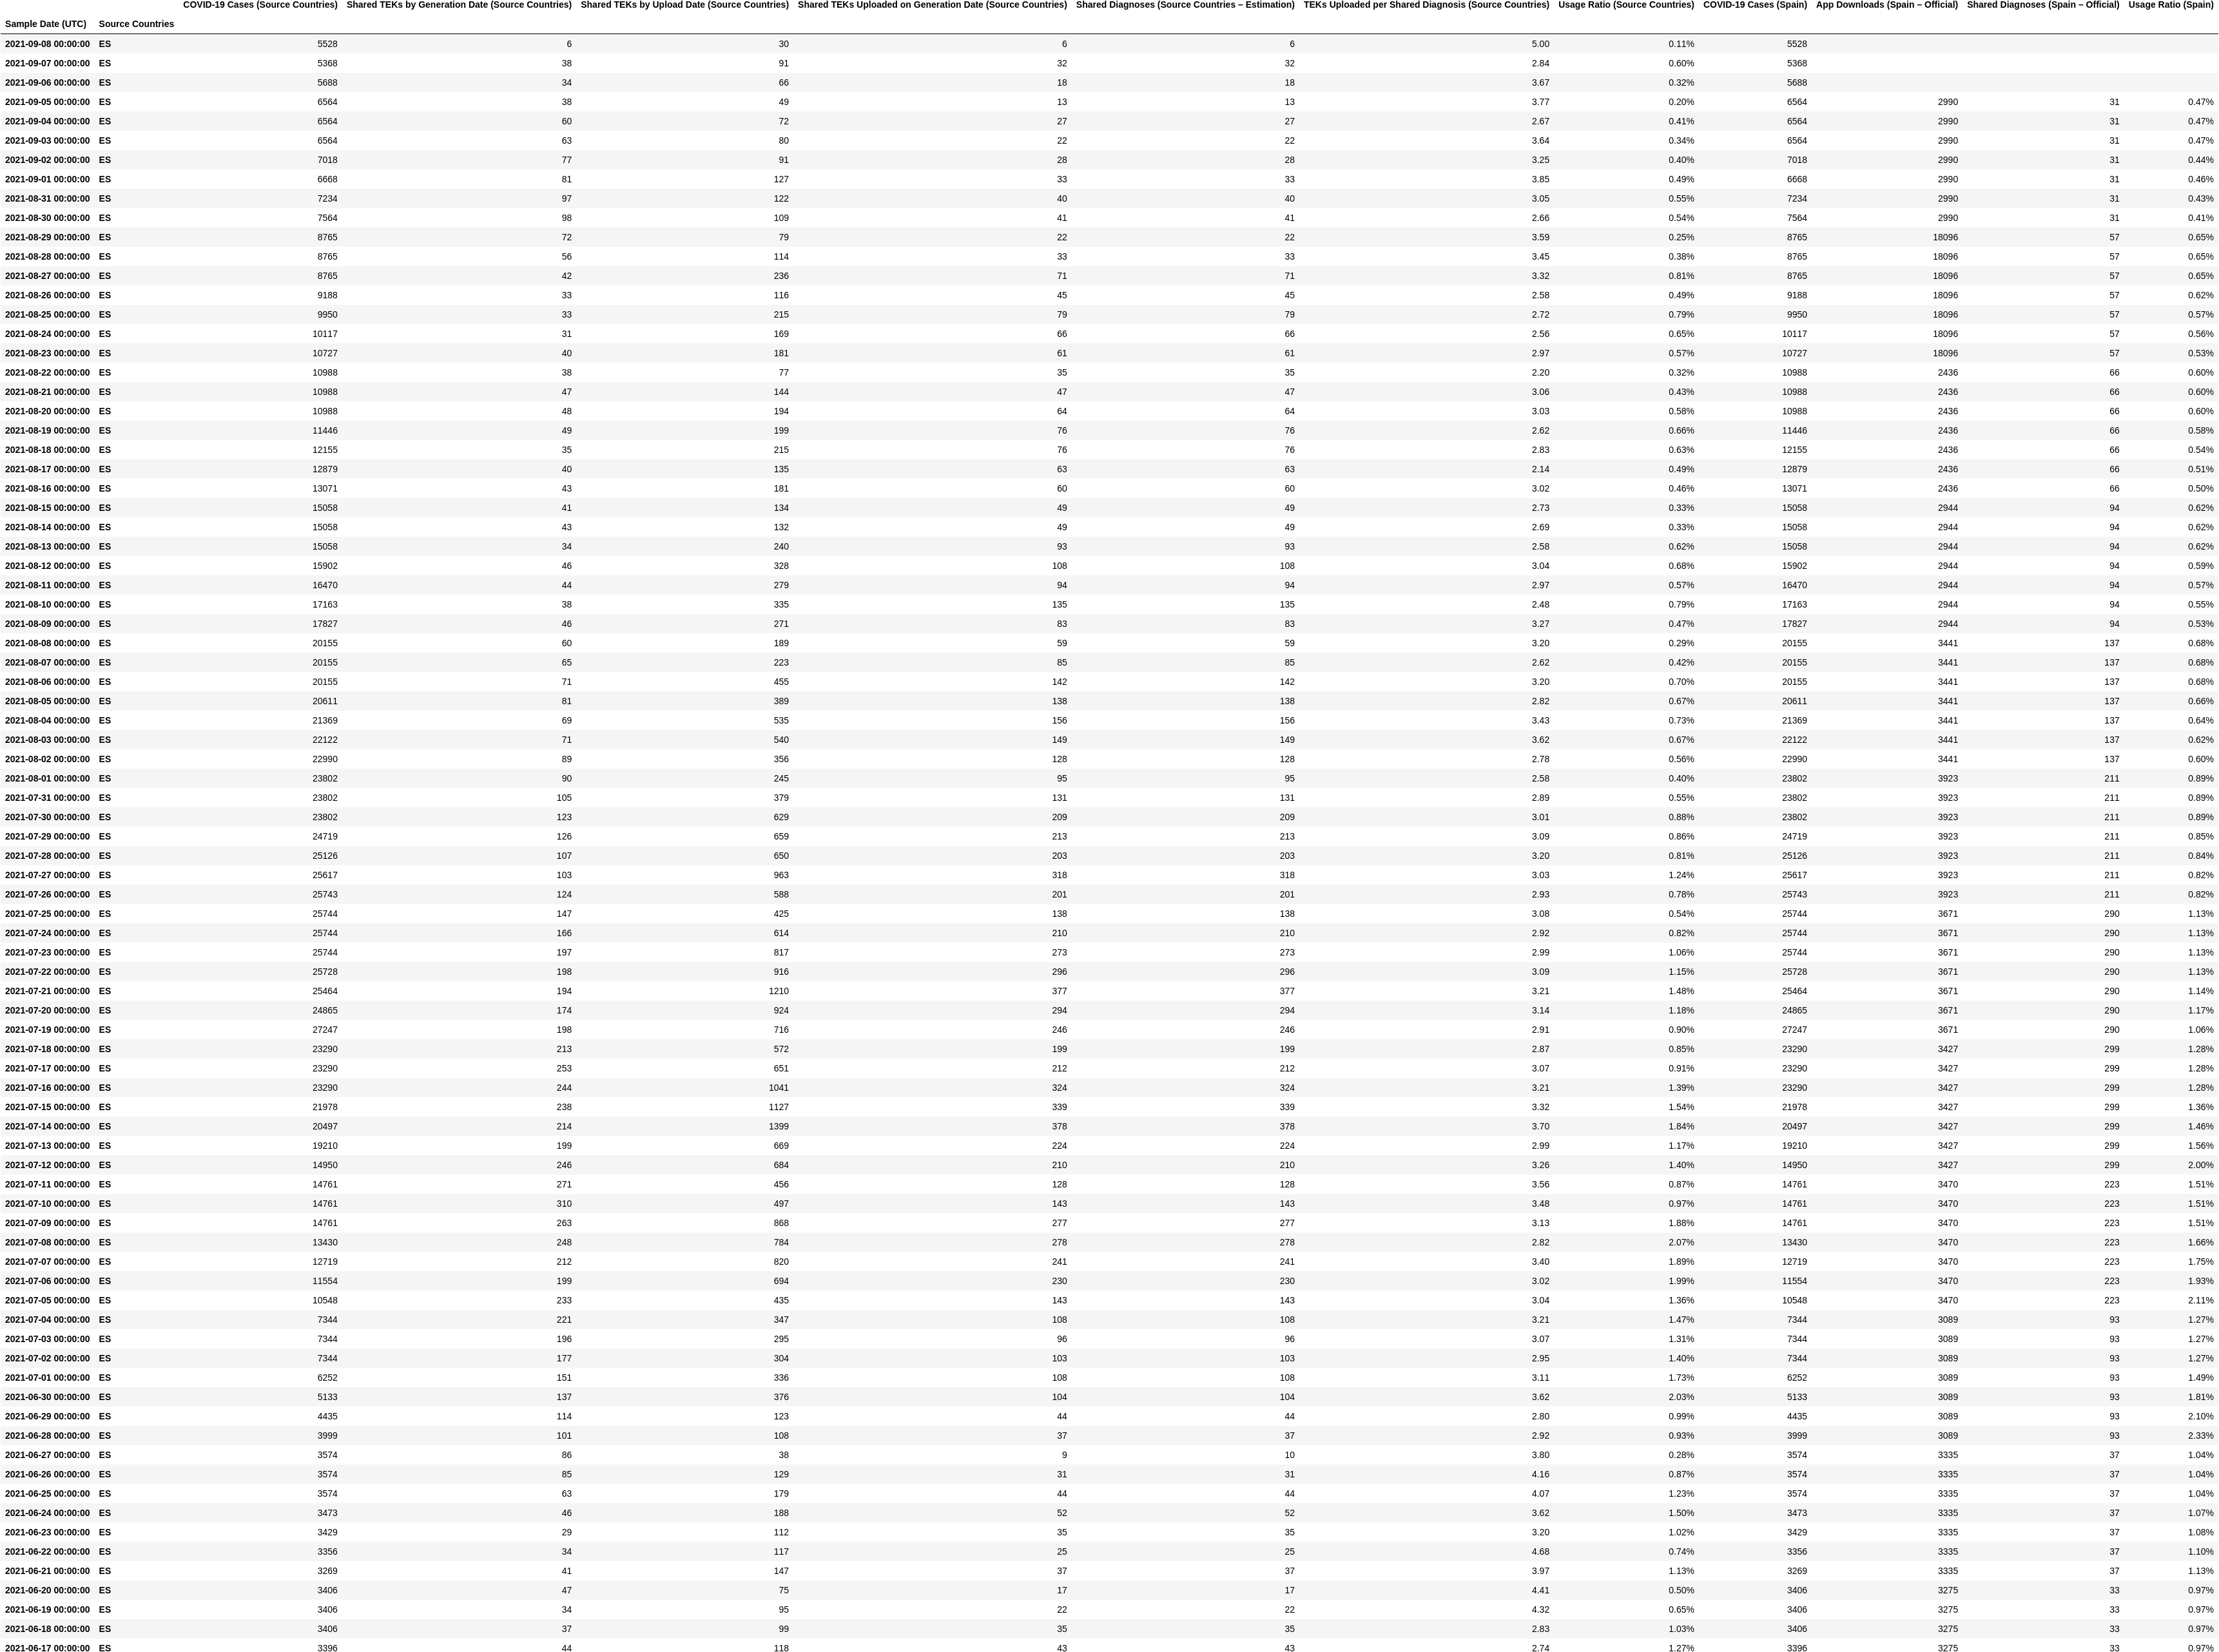 COVID-19 Cases (Source Countries) Shared TEKs by Generation Date (Source Countries) Shared TEKs by Upload Date (Source Countries) Shared TEKs Uploaded on Generation Date (Source Countries) Shared Diagnoses (Source Countries – Estimation) TEKs Uploaded per Shared Diagnosis (Source Countries) Usage Ratio (Source Countries) COVID-19 Cases (Spain) App Downloads (Spain – Official) Shared Diagnoses (Spain – Official) Usage Ratio (Spain)
Sample Date (UTC) Source Countries
2021-09-08 00:00:00 ES 5528 6 30 6 6 5.00 0.11% 5528
2021-09-07 00:00:00 ES 5368 38 91 32 32 2.84 0.60% 5368
2021-09-06 00:00:00 ES 5688 34 66 18 18 3.67 0.32% 5688
2021-09-05 00:00:00 ES 6564 38 49 13 13 3.77 0.20% 6564 2990 31 0.47%
2021-09-04 00:00:00 ES 6564 60 72 27 27 2.67 0.41% 6564 2990 31 0.47%
2021-09-03 00:00:00 ES 6564 63 80 22 22 3.64 0.34% 6564 2990 31 0.47%
2021-09-02 00:00:00 ES 7018 77 91 28 28 3.25 0.40% 7018 2990 31 0.44%
2021-09-01 00:00:00 ES 6668 81 127 33 33 3.85 0.49% 6668 2990 31 0.46%
2021-08-31 00:00:00 ES 7234 97 122 40 40 3.05 0.55% 7234 2990 31 0.43%
2021-08-30 00:00:00 ES 7564 98 109 41 41 2.66 0.54% 7564 2990 31 0.41%
2021-08-29 00:00:00 ES 8765 72 79 22 22 3.59 0.25% 8765 18096 57 0.65%
2021-08-28 00:00:00 ES 8765 56 114 33 33 3.45 0.38% 8765 18096 57 0.65%
2021-08-27 00:00:00 ES 8765 42 236 71 71 3.32 0.81% 8765 18096 57 0.65%
2021-08-26 00:00:00 ES 9188 33 116 45 45 2.58 0.49% 9188 18096 57 0.62%
2021-08-25 00:00:00 ES 9950 33 215 79 79 2.72 0.79% 9950 18096 57 0.57%
2021-08-24 00:00:00 ES 10117 31 169 66 66 2.56 0.65% 10117 18096 57 0.56%
2021-08-23 00:00:00 ES 10727 40 181 61 61 2.97 0.57% 10727 18096 57 0.53%
2021-08-22 00:00:00 ES 10988 38 77 35 35 2.20 0.32% 10988 2436 66 0.60%
2021-08-21 00:00:00 ES 10988 47 144 47 47 3.06 0.43% 10988 2436 66 0.60%
2021-08-20 00:00:00 ES 10988 48 194 64 64 3.03 0.58% 10988 2436 66 0.60%
2021-08-19 00:00:00 ES 11446 49 199 76 76 2.62 0.66% 11446 2436 66 0.58%
2021-08-18 00:00:00 ES 12155 35 215 76 76 2.83 0.63% 12155 2436 66 0.54%
2021-08-17 00:00:00 ES 12879 40 135 63 63 2.14 0.49% 12879 2436 66 0.51%
2021-08-16 00:00:00 ES 13071 43 181 60 60 3.02 0.46% 13071 2436 66 0.50%
2021-08-15 00:00:00 ES 15058 41 134 49 49 2.73 0.33% 15058 2944 94 0.62%
2021-08-14 00:00:00 ES 15058 43 132 49 49 2.69 0.33% 15058 2944 94 0.62%
2021-08-13 00:00:00 ES 15058 34 240 93 93 2.58 0.62% 15058 2944 94 0.62%
2021-08-12 00:00:00 ES 15902 46 328 108 108 3.04 0.68% 15902 2944 94 0.59%
2021-08-11 00:00:00 ES 16470 44 279 94 94 2.97 0.57% 16470 2944 94 0.57%
2021-08-10 00:00:00 ES 17163 38 335 135 135 2.48 0.79% 17163 2944 94 0.55%
2021-08-09 00:00:00 ES 17827 46 271 83 83 3.27 0.47% 17827 2944 94 0.53%
2021-08-08 00:00:00 ES 20155 60 189 59 59 3.20 0.29% 20155 3441 137 0.68%
2021-08-07 00:00:00 ES 20155 65 223 85 85 2.62 0.42% 20155 3441 137 0.68%
2021-08-06 00:00:00 ES 20155 71 455 142 142 3.20 0.70% 20155 3441 137 0.68%
2021-08-05 00:00:00 ES 20611 81 389 138 138 2.82 0.67% 20611 3441 137 0.66%
2021-08-04 00:00:00 ES 21369 69 535 156 156 3.43 0.73% 21369 3441 137 0.64%
2021-08-03 00:00:00 ES 22122 71 540 149 149 3.62 0.67% 22122 3441 137 0.62%
2021-08-02 00:00:00 ES 22990 89 356 128 128 2.78 0.56% 22990 3441 137 0.60%
2021-08-01 00:00:00 ES 23802 90 245 95 95 2.58 0.40% 23802 3923 211 0.89%
2021-07-31 00:00:00 ES 23802 105 379 131 131 2.89 0.55% 23802 3923 211 0.89%
2021-07-30 00:00:00 ES 23802 123 629 209 209 3.01 0.88% 23802 3923 211 0.89%
2021-07-29 00:00:00 ES 24719 126 659 213 213 3.09 0.86% 24719 3923 211 0.85%
2021-07-28 00:00:00 ES 25126 107 650 203 203 3.20 0.81% 25126 3923 211 0.84%
2021-07-27 00:00:00 ES 25617 103 963 318 318 3.03 1.24% 25617 3923 211 0.82%
2021-07-26 00:00:00 ES 25743 124 588 201 201 2.93 0.78% 25743 3923 211 0.82%
2021-07-25 00:00:00 ES 25744 147 425 138 138 3.08 0.54% 25744 3671 290 1.13%
2021-07-24 00:00:00 ES 25744 166 614 210 210 2.92 0.82% 25744 3671 290 1.13%
2021-07-23 00:00:00 ES 25744 197 817 273 273 2.99 1.06% 25744 3671 290 1.13%
2021-07-22 00:00:00 ES 25728 198 916 296 296 3.09 1.15% 25728 3671 290 1.13%
2021-07-21 00:00:00 ES 25464 194 1210 377 377 3.21 1.48% 25464 3671 290 1.14%
2021-07-20 00:00:00 ES 24865 174 924 294 294 3.14 1.18% 24865 3671 290 1.17%
2021-07-19 00:00:00 ES 27247 198 716 246 246 2.91 0.90% 27247 3671 290 1.06%
2021-07-18 00:00:00 ES 23290 213 572 199 199 2.87 0.85% 23290 3427 299 1.28%
2021-07-17 00:00:00 ES 23290 253 651 212 212 3.07 0.91% 23290 3427 299 1.28%
2021-07-16 00:00:00 ES 23290 244 1041 324 324 3.21 1.39% 23290 3427 299 1.28%
2021-07-15 00:00:00 ES 21978 238 1127 339 339 3.32 1.54% 21978 3427 299 1.36%
2021-07-14 00:00:00 ES 20497 214 1399 378 378 3.70 1.84% 20497 3427 299 1.46%
2021-07-13 00:00:00 ES 19210 199 669 224 224 2.99 1.17% 19210 3427 299 1.56%
2021-07-12 00:00:00 ES 14950 246 684 210 210 3.26 1.40% 14950 3427 299 2.00%
2021-07-11 00:00:00 ES 14761 271 456 128 128 3.56 0.87% 14761 3470 223 1.51%
2021-07-10 00:00:00 ES 14761 310 497 143 143 3.48 0.97% 14761 3470 223 1.51%
2021-07-09 00:00:00 ES 14761 263 868 277 277 3.13 1.88% 14761 3470 223 1.51%
2021-07-08 00:00:00 ES 13430 248 784 278 278 2.82 2.07% 13430 3470 223 1.66%
2021-07-07 00:00:00 ES 12719 212 820 241 241 3.40 1.89% 12719 3470 223 1.75%
2021-07-06 00:00:00 ES 11554 199 694 230 230 3.02 1.99% 11554 3470 223 1.93%
2021-07-05 00:00:00 ES 10548 233 435 143 143 3.04 1.36% 10548 3470 223 2.11%
2021-07-04 00:00:00 ES 7344 221 347 108 108 3.21 1.47% 7344 3089 93 1.27%
2021-07-03 00:00:00 ES 7344 196 295 96 96 3.07 1.31% 7344 3089 93 1.27%
2021-07-02 00:00:00 ES 7344 177 304 103 103 2.95 1.40% 7344 3089 93 1.27%
2021-07-01 00:00:00 ES 6252 151 336 108 108 3.11 1.73% 6252 3089 93 1.49%
2021-06-30 00:00:00 ES 5133 137 376 104 104 3.62 2.03% 5133 3089 93 1.81%
2021-06-29 00:00:00 ES 4435 114 123 44 44 2.80 0.99% 4435 3089 93 2.10%
2021-06-28 00:00:00 ES 3999 101 108 37 37 2.92 0.93% 3999 3089 93 2.33%
2021-06-27 00:00:00 ES 3574 86 38 9 10 3.80 0.28% 3574 3335 37 1.04%
2021-06-26 00:00:00 ES 3574 85 129 31 31 4.16 0.87% 3574 3335 37 1.04%
2021-06-25 00:00:00 ES 3574 63 179 44 44 4.07 1.23% 3574 3335 37 1.04%
2021-06-24 00:00:00 ES 3473 46 188 52 52 3.62 1.50% 3473 3335 37 1.07%
2021-06-23 00:00:00 ES 3429 29 112 35 35 3.20 1.02% 3429 3335 37 1.08%
2021-06-22 00:00:00 ES 3356 34 117 25 25 4.68 0.74% 3356 3335 37 1.10%
2021-06-21 00:00:00 ES 3269 41 147 37 37 3.97 1.13% 3269 3335 37 1.13%
2021-06-20 00:00:00 ES 3406 47 75 17 17 4.41 0.50% 3406 3275 33 0.97%
2021-06-19 00:00:00 ES 3406 34 95 22 22 4.32 0.65% 3406 3275 33 0.97%
2021-06-18 00:00:00 ES 3406 37 99 35 35 2.83 1.03% 3406 3275 33 0.97%
2021-06-17 00:00:00 ES 3396 44 118 43 43 2.74 1.27% 3396 3275 33 0.97%